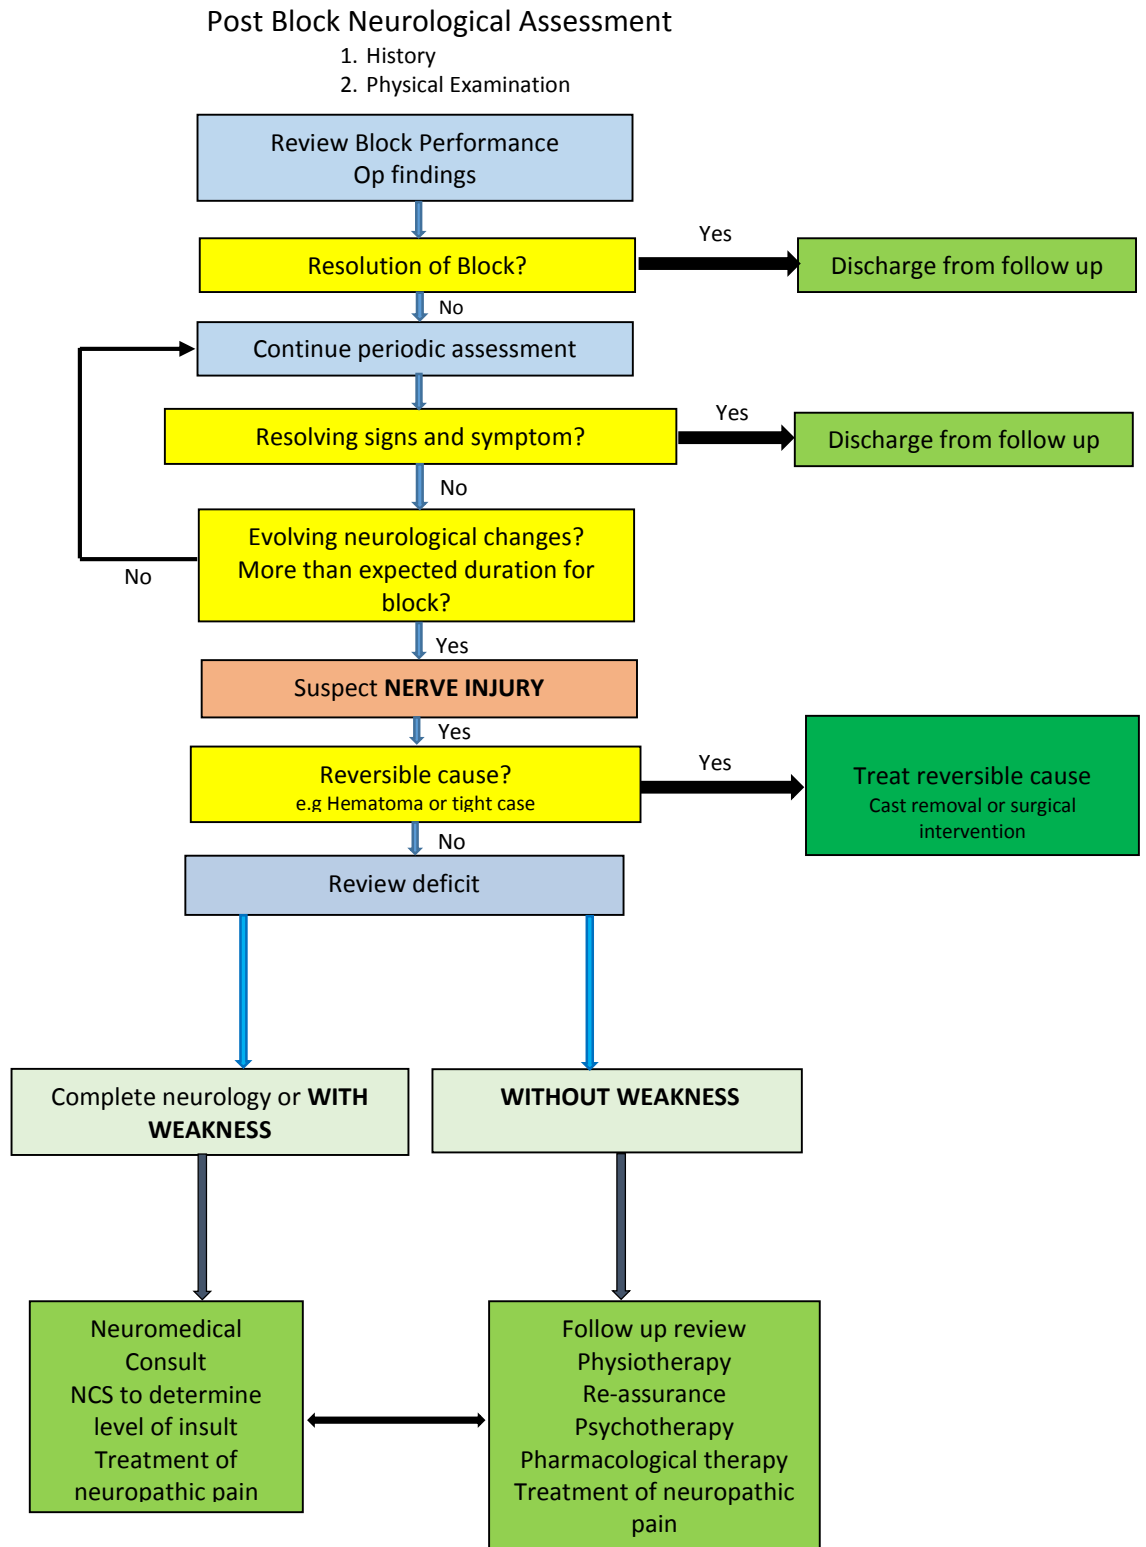 Post Block Neurological Assessment
1. History
2. Physical Examination
Review Block Performance
Op findings
Resolution of Block?
Yes
Discharge from follow up
No
Continue periodic assessment
Resolving signs and symptom?
Yes
Discharge from follow up
No
Evolving neurological changes?
More than expected duration for
block?
No
Yes
Suspect NERVE INJURY
Yes
Reversible cause?
e.g Hematoma or tight case
Yes
Treat reversible cause
Cast removal or surgical
intervention
No
Review deficit
Complete neurology or WITH
WEAKNESS
WITHOUT WEAKNESS
Neuromedical
Consult
NCS to determine
level of insult
Treatment of
neuropathic pain
Follow up review
Physiotherapy
Re-assurance
Psychotherapy
Pharmacological therapy
Treatment of neuropathic
pain